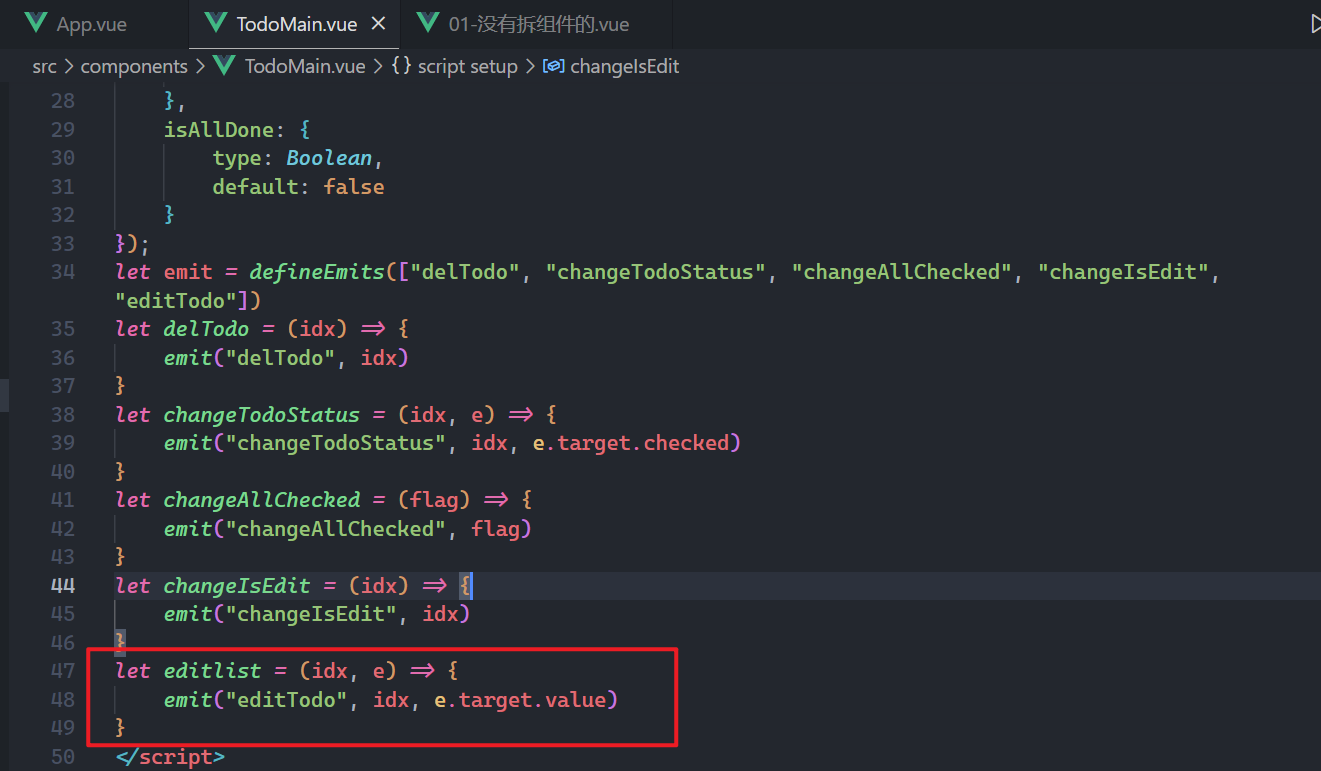 App.vue TodoMain.vue × 01-没有拆组件的.vue
src > components > TodoMain.vue > {} script setup > changeIsEdit
28 },
29 isAllDone: {
30 type: Boolean,
31 default: false
32 }
33 });
34 let emit = defineEmits(["delTodo", "changeTodoStatus", "changeAllChecked", "changeIsEdit",
"editTodo"])
35 let delTodo = (idx) => {
36 emit("delTodo", idx)
37 }
38 let changeTodoStatus = (idx, e) => {
39 emit("changeTodoStatus", idx, e.target.checked)
40 }
41 let changeAllChecked = (flag) => {
42 emit("changeAllChecked", flag)
43 }
44 let changeIsEdit = (idx) => {
45 emit("changeIsEdit", idx)
46 }
47 let editlist = (idx, e) => {
48 emit("editTodo", idx, e.target.value)
49 }
50 </script>